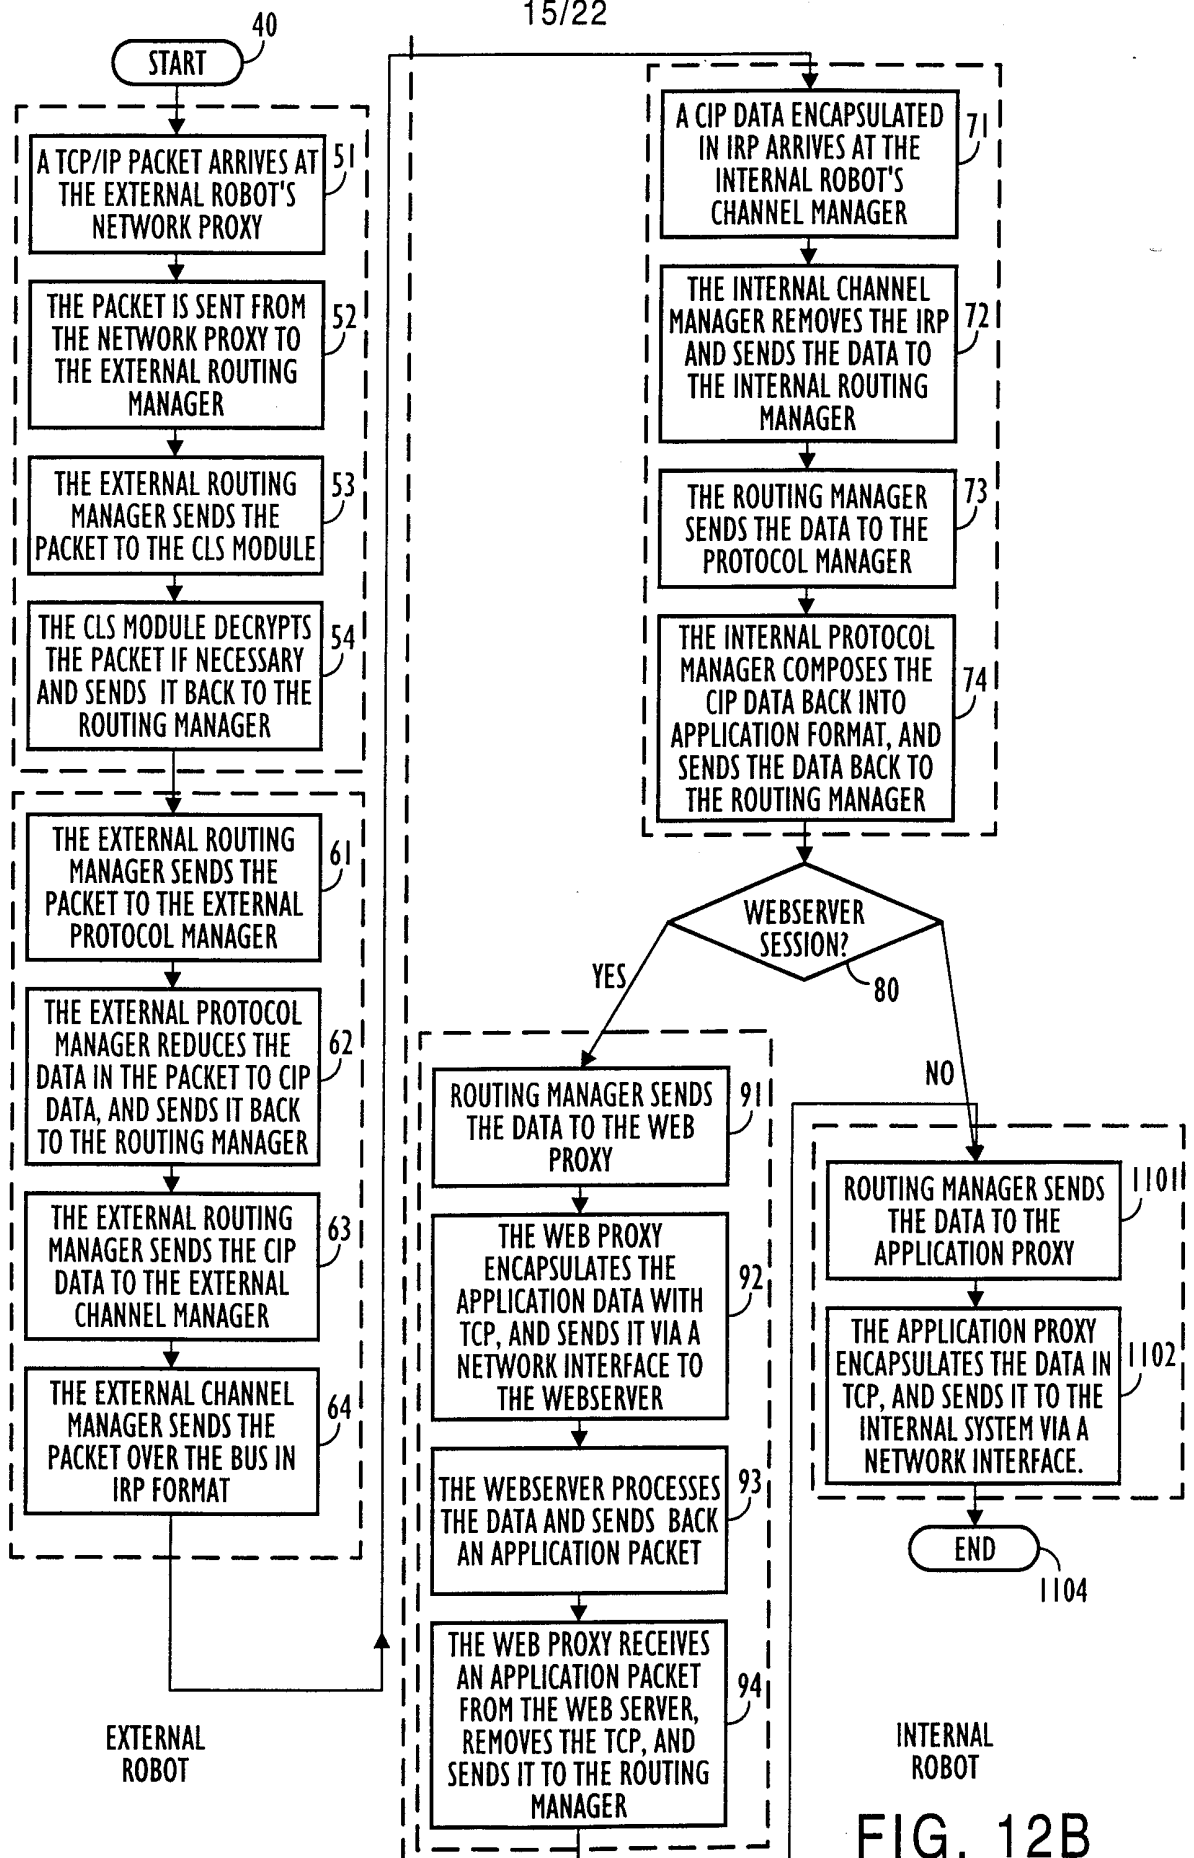 15/22
START
40
A TCP/IP PACKET ARRIVES AT
THE EXTERNAL ROBOT'S
NETWORK PROXY
51
THE PACKET IS SENT FROM
THE NETWORK PROXY TO
THE EXTERNAL ROUTING
MANAGER
52
THE EXTERNAL ROUTING
MANAGER SENDS THE
PACKET TO THE CLS MODULE
53
THE CLS MODULE DECRYPTS
THE PACKET IF NECESSARY
AND SENDS IT BACK TO THE
ROUTING MANAGER
54
THE EXTERNAL ROUTING
MANAGER SENDS THE
PACKET TO THE EXTERNAL
PROTOCOL MANAGER
61
THE EXTERNAL PROTOCOL
MANAGER REDUCES THE
DATA IN THE PACKET TO CIP
DATA, AND SENDS IT BACK
TO THE ROUTING MANAGER
62
THE EXTERNAL ROUTING
MANAGER SENDS THE CIP
DATA TO THE EXTERNAL
CHANNEL MANAGER
63
THE EXTERNAL CHANNEL
MANAGER SENDS THE
PACKET OVER THE BUS IN
IRP FORMAT
64
EXTERNAL
ROBOT
A CIP DATA ENCAPSULATED
IN IRP ARRIVES AT THE
INTERNAL ROBOT'S
CHANNEL MANAGER
71
THE INTERNAL CHANNEL
MANAGER REMOVES THE IRP
AND SENDS THE DATA TO
THE INTERNAL ROUTING
MANAGER
72
THE ROUTING MANAGER
SENDS THE DATA TO THE
PROTOCOL MANAGER
73
THE INTERNAL PROTOCOL
MANAGER COMPOSES THE
CIP DATA BACK INTO
APPLICATION FORMAT, AND
SENDS THE DATA BACK TO
THE ROUTING MANAGER
74
WEBSERVER
SESSION?
80
YES
NO
ROUTING MANAGER SENDS
THE DATA TO THE WEB
PROXY
91
THE WEB PROXY
ENCAPSULATES THE
APPLICATION DATA WITH
TCP, AND SENDS IT VIA A
NETWORK INTERFACE TO
THE WEBSERVER
92
THE WEBSERVER PROCESSES
THE DATA AND SENDS BACK
AN APPLICATION PACKET
93
THE WEB PROXY RECEIVES
AN APPLICATION PACKET
FROM THE WEB SERVER,
REMOVES THE TCP, AND
SENDS IT TO THE ROUTING
MANAGER
94
ROUTING MANAGER SENDS
THE DATA TO THE
APPLICATION PROXY
1101
THE APPLICATION PROXY
ENCAPSULATES THE DATA IN
TCP, AND SENDS IT TO THE
INTERNAL SYSTEM VIA A
NETWORK INTERFACE.
1102
END
1104
INTERNAL
ROBOT
FIG. 12B